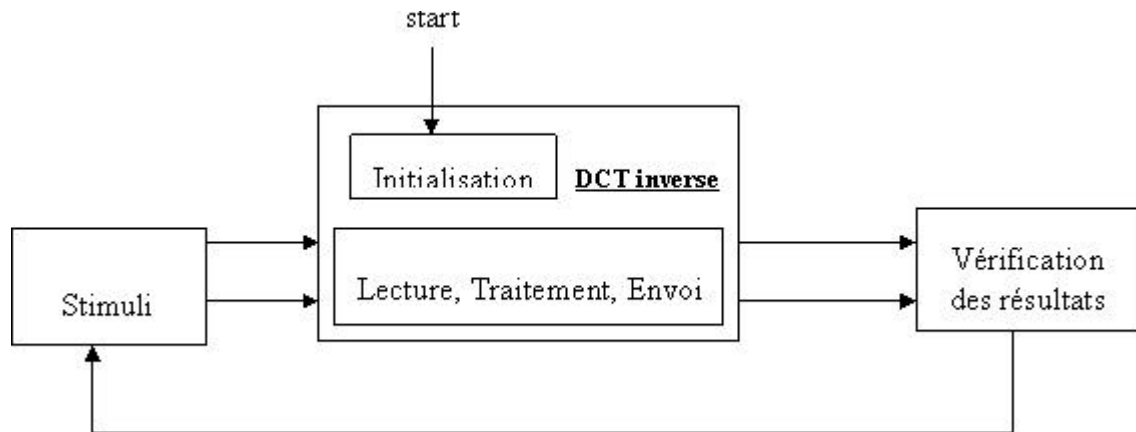 start
Initialisation
DCT inverse
Stimuli
Lecture, Traitement, Envoi
Vérification
des résultats